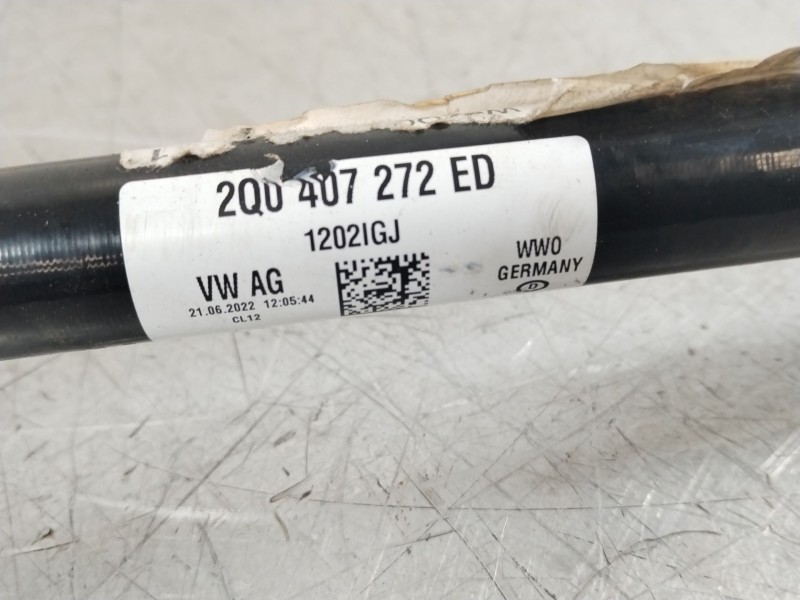 2Q0 407 272 ED
1202IGJ
VW AG
21.06.2022 12:05:44
CL12
WWO
GERMANY
D